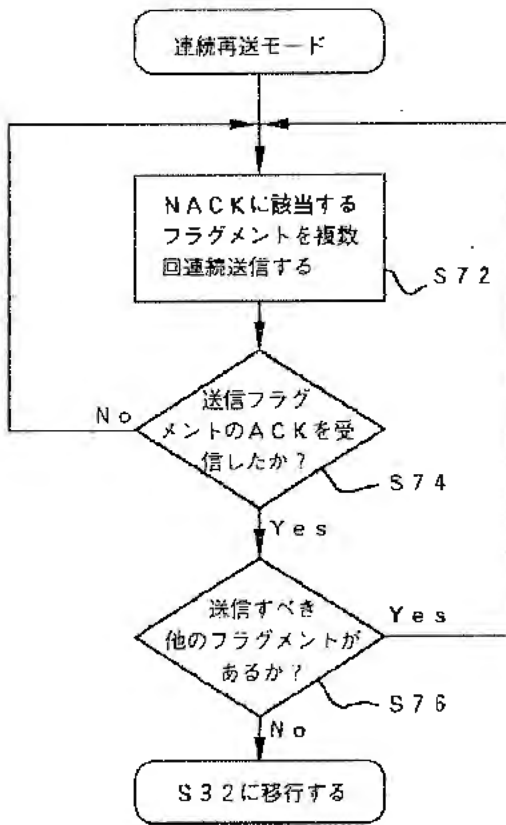 連続再送モード
NACKに該当する
フラグメントを複数
回連続送信する
S72
送信フラグ
メントのACKを受
信したか？
No
S74
Yes
送信すべき
他のフラグメントが
あるか？
Yes
S76
No
S32に移行する